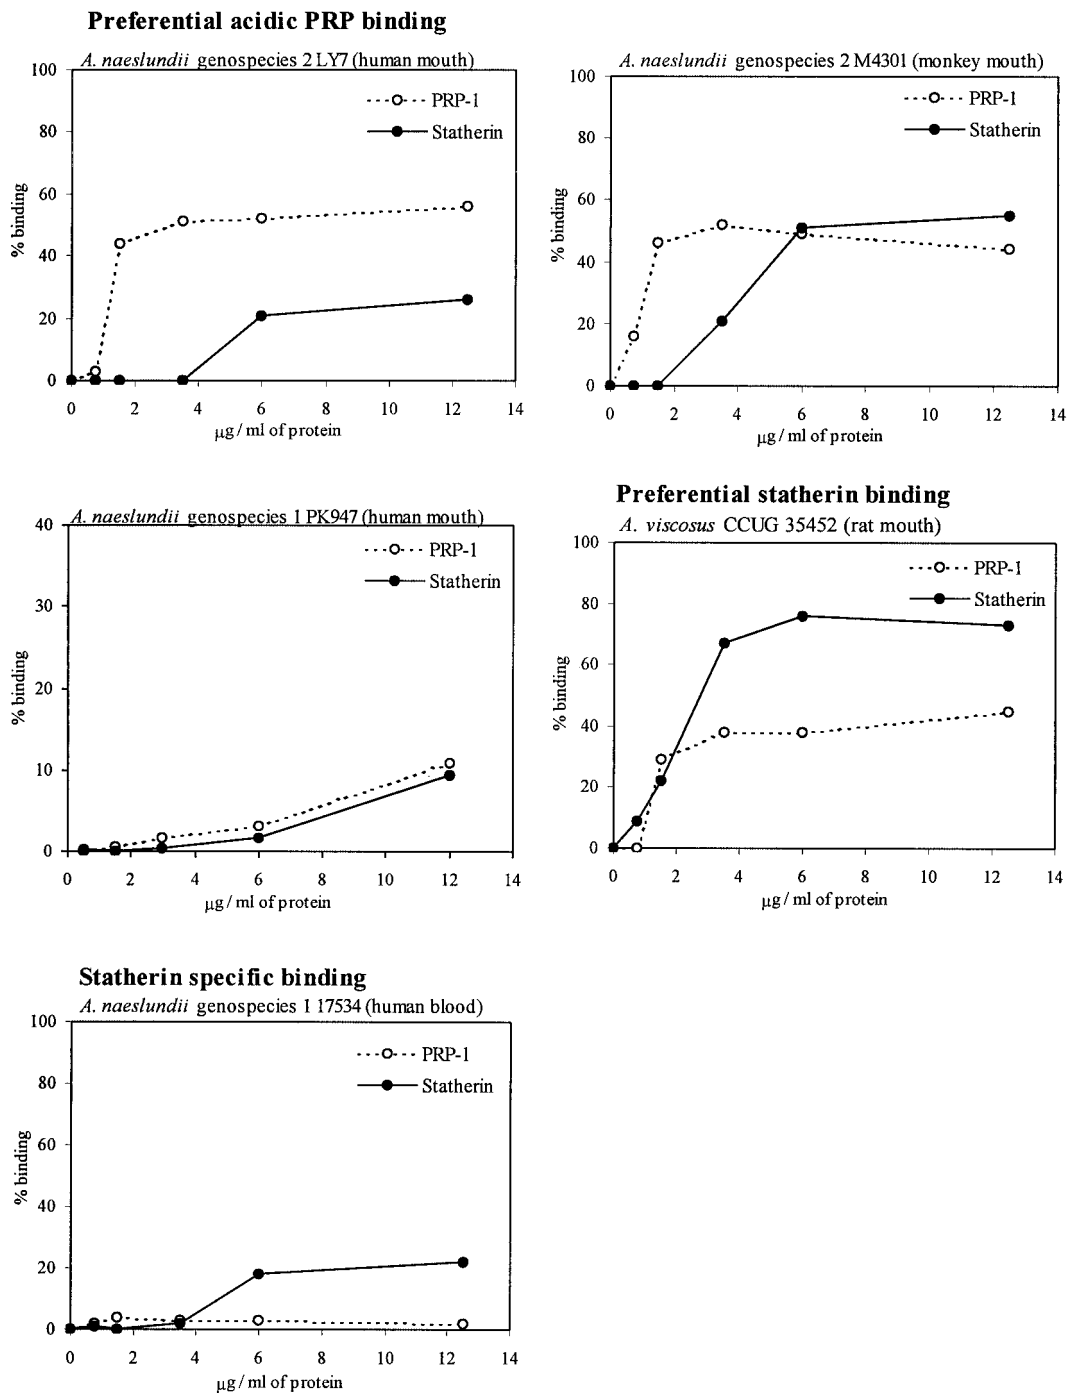 Preferential acidic PRP binding
A. naeslundii genospecies 2 LY7 (human mouth)
100
80
60
40
20
0
% binding
PRP-1
Statherin
0 2 4 6 8 10 12 14
µg / ml of protein
A. naeslundii genospecies 2 M4301 (monkey mouth)
100
80
60
40
20
0
% binding
PRP-1
Statherin
0 2 4 6 8 10 12 14
µg / ml of protein
A. naeslundii genospecies 1 PK947 (human mouth)
40
30
20
10
0
% binding
PRP-1
Statherin
0 2 4 6 8 10 12 14
µg / ml of protein
Preferential statherin binding
A. viscosus CCUG 35452 (rat mouth)
100
80
60
40
20
0
% binding
PRP-1
Statherin
0 2 4 6 8 10 12 14
µg / ml of protein
Statherin specific binding
A. naeslundii genospecies 1 17534 (human blood)
100
80
60
40
20
0
% binding
PRP-1
Statherin
0 2 4 6 8 10 12 14
µg / ml of protein